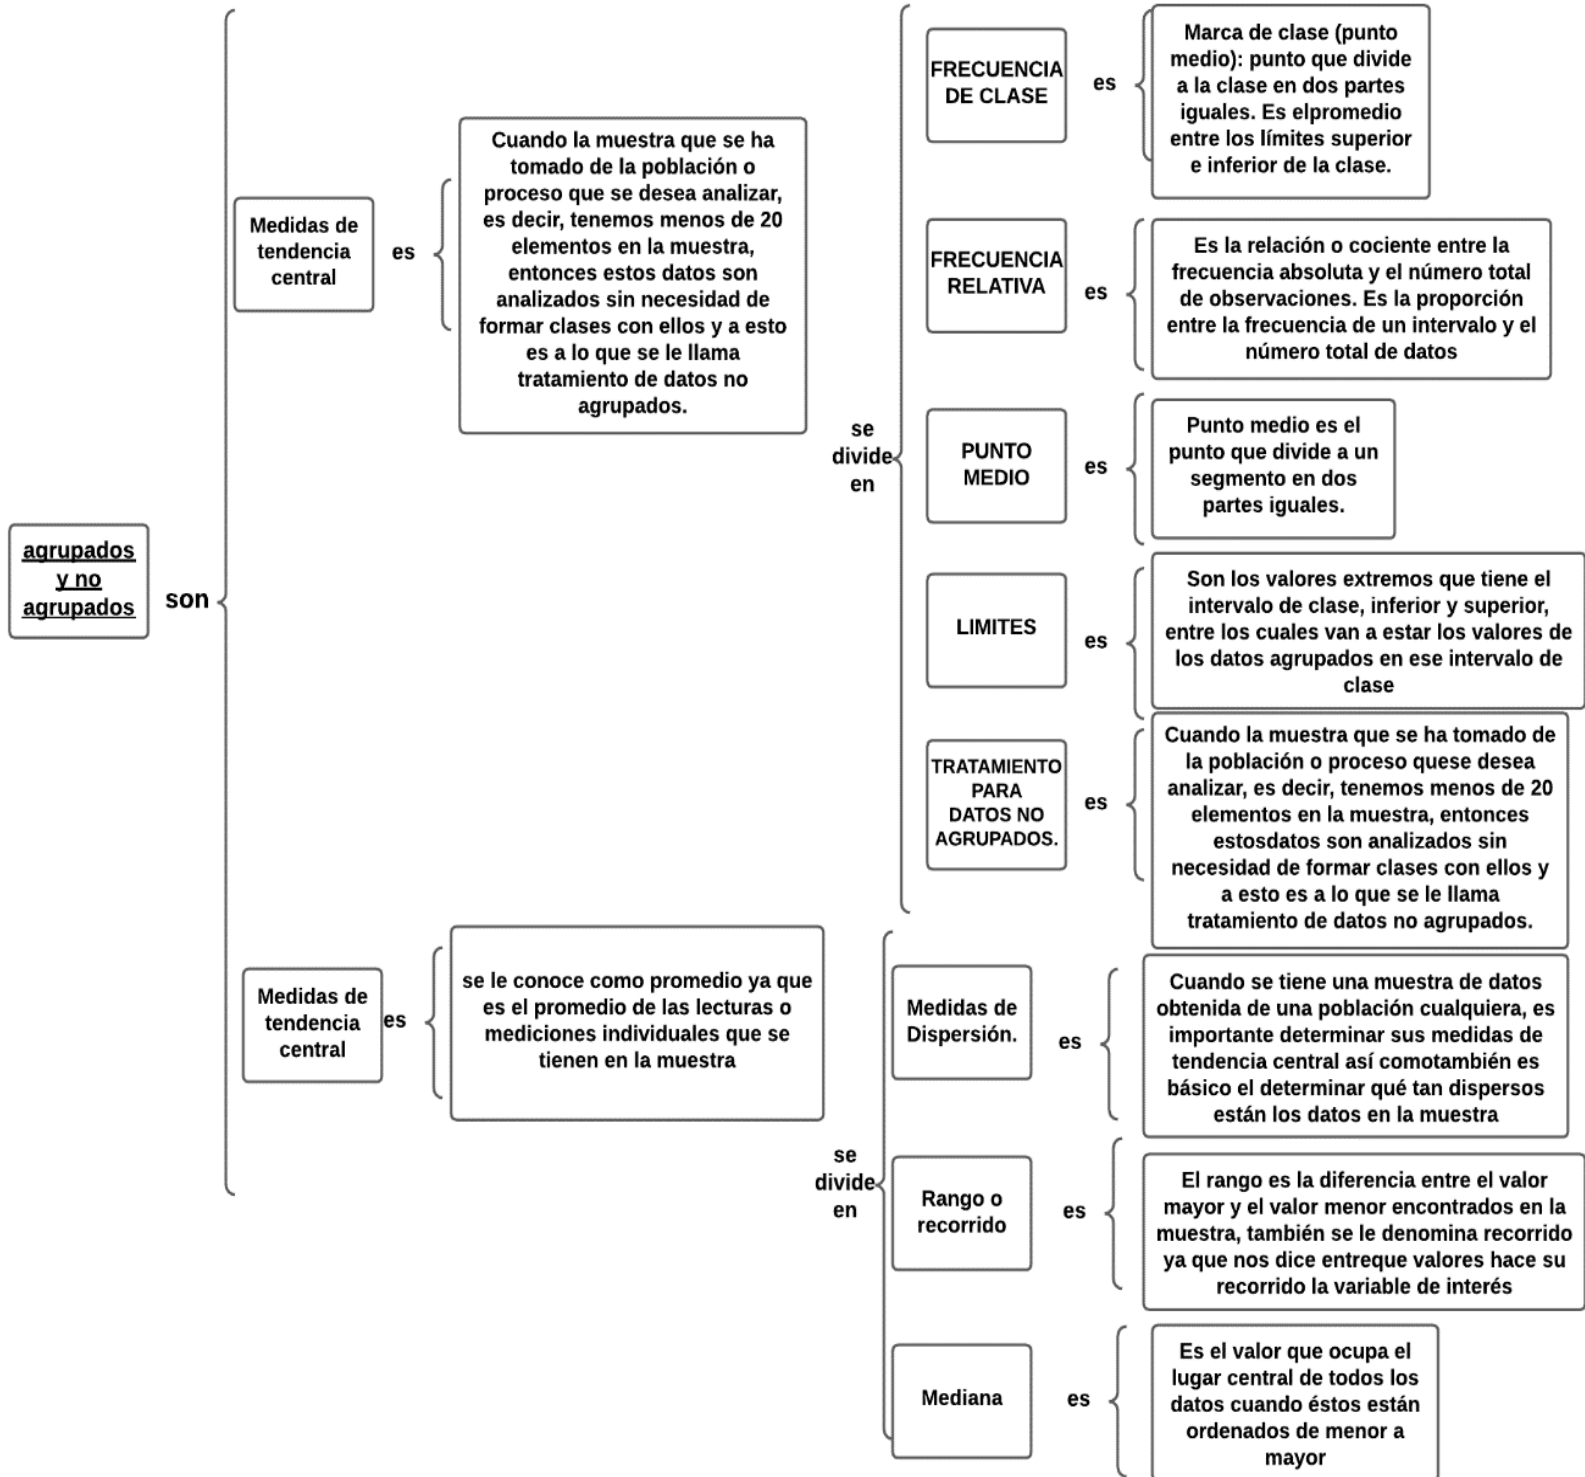 agrupados
y no
agrupados
son
Medidas de
tendencia
central
es
Cuando la muestra que se ha
tomado de la población o
proceso que se desea analizar,
es decir, tenemos menos de 20
elementos en la muestra,
entonces estos datos son
analizados sin necesidad de
formar clases con ellos y a esto
es a lo que se le llama
tratamiento de datos no
agrupados.
se
divide
en
FRECUENCIA
DE CLASE
es
Marca de clase (punto
medio): punto que divide
a la clase en dos partes
iguales. Es elpromedio
entre los límites superior
e inferior de la clase.
FRECUENCIA
RELATIVA
es
Es la relación o cociente entre la
frecuencia absoluta y el número total
de observaciones. Es la proporción
entre la frecuencia de un intervalo y el
número total de datos
PUNTO
MEDIO
es
Punto medio es el
punto que divide a un
segmento en dos
partes iguales.
LIMITES
es
Son los valores extremos que tiene el
intervalo de clase, inferior y superior,
entre los cuales van a estar los valores de
los datos agrupados en ese intervalo de
clase
TRATAMIENTO
PARA
DATOS NO
AGRUPADOS.
es
Cuando la muestra que se ha tomado de
la población o proceso quese desea
analizar, es decir, tenemos menos de 20
elementos en la muestra, entonces
estosdatos son analizados sin
necesidad de formar clases con ellos y
a esto es a lo que se le llama
tratamiento de datos no agrupados.
Medidas de
tendencia
central
es
se le conoce como promedio ya que
es el promedio de las lecturas o
mediciones individuales que se
tienen en la muestra
se
divide
en
Medidas de
Dispersión.
es
Cuando se tiene una muestra de datos
obtenida de una población cualquiera, es
importante determinar sus medidas de
tendencia central así comotambién es
básico el determinar qué tan dispersos
están los datos en la muestra
Rango o
recorrido
es
El rango es la diferencia entre el valor
mayor y el valor menor encontrados en la
muestra, también se le denomina recorrido
ya que nos dice entreque valores hace su
recorrido la variable de interés
Mediana
es
Es el valor que ocupa el
lugar central de todos los
datos cuando éstos están
ordenados de menor a
mayor